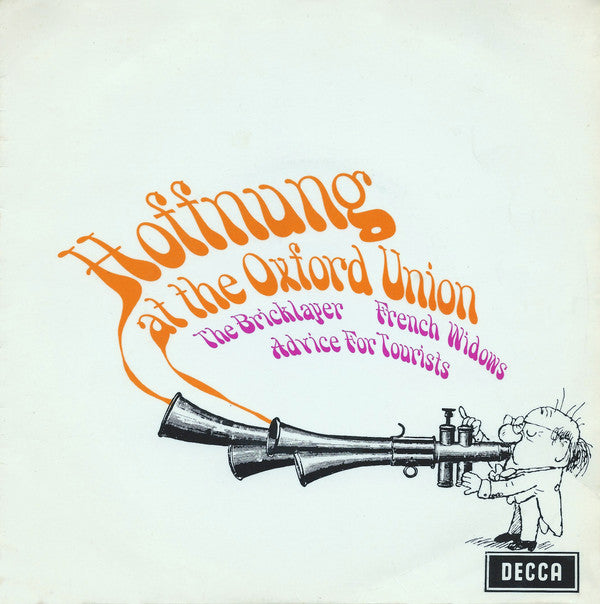 Hoffnung
at the Oxford Union
The Bricklayer French Widows
Advice For Tourists
DECCA